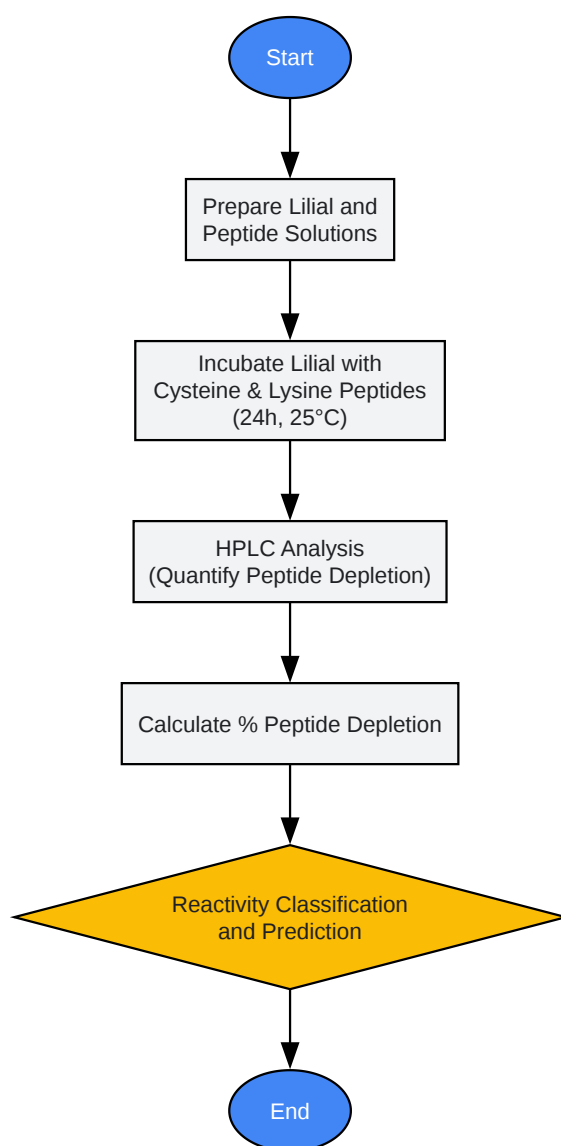 Start
Prepare Lilial and
Peptide Solutions
Incubate Lilial with
Cysteine & Lysine Peptides
(24h, 25°C)
HPLC Analysis
(Quantify Peptide Depletion)
Calculate % Peptide Depletion
Reactivity Classification
and Prediction
End